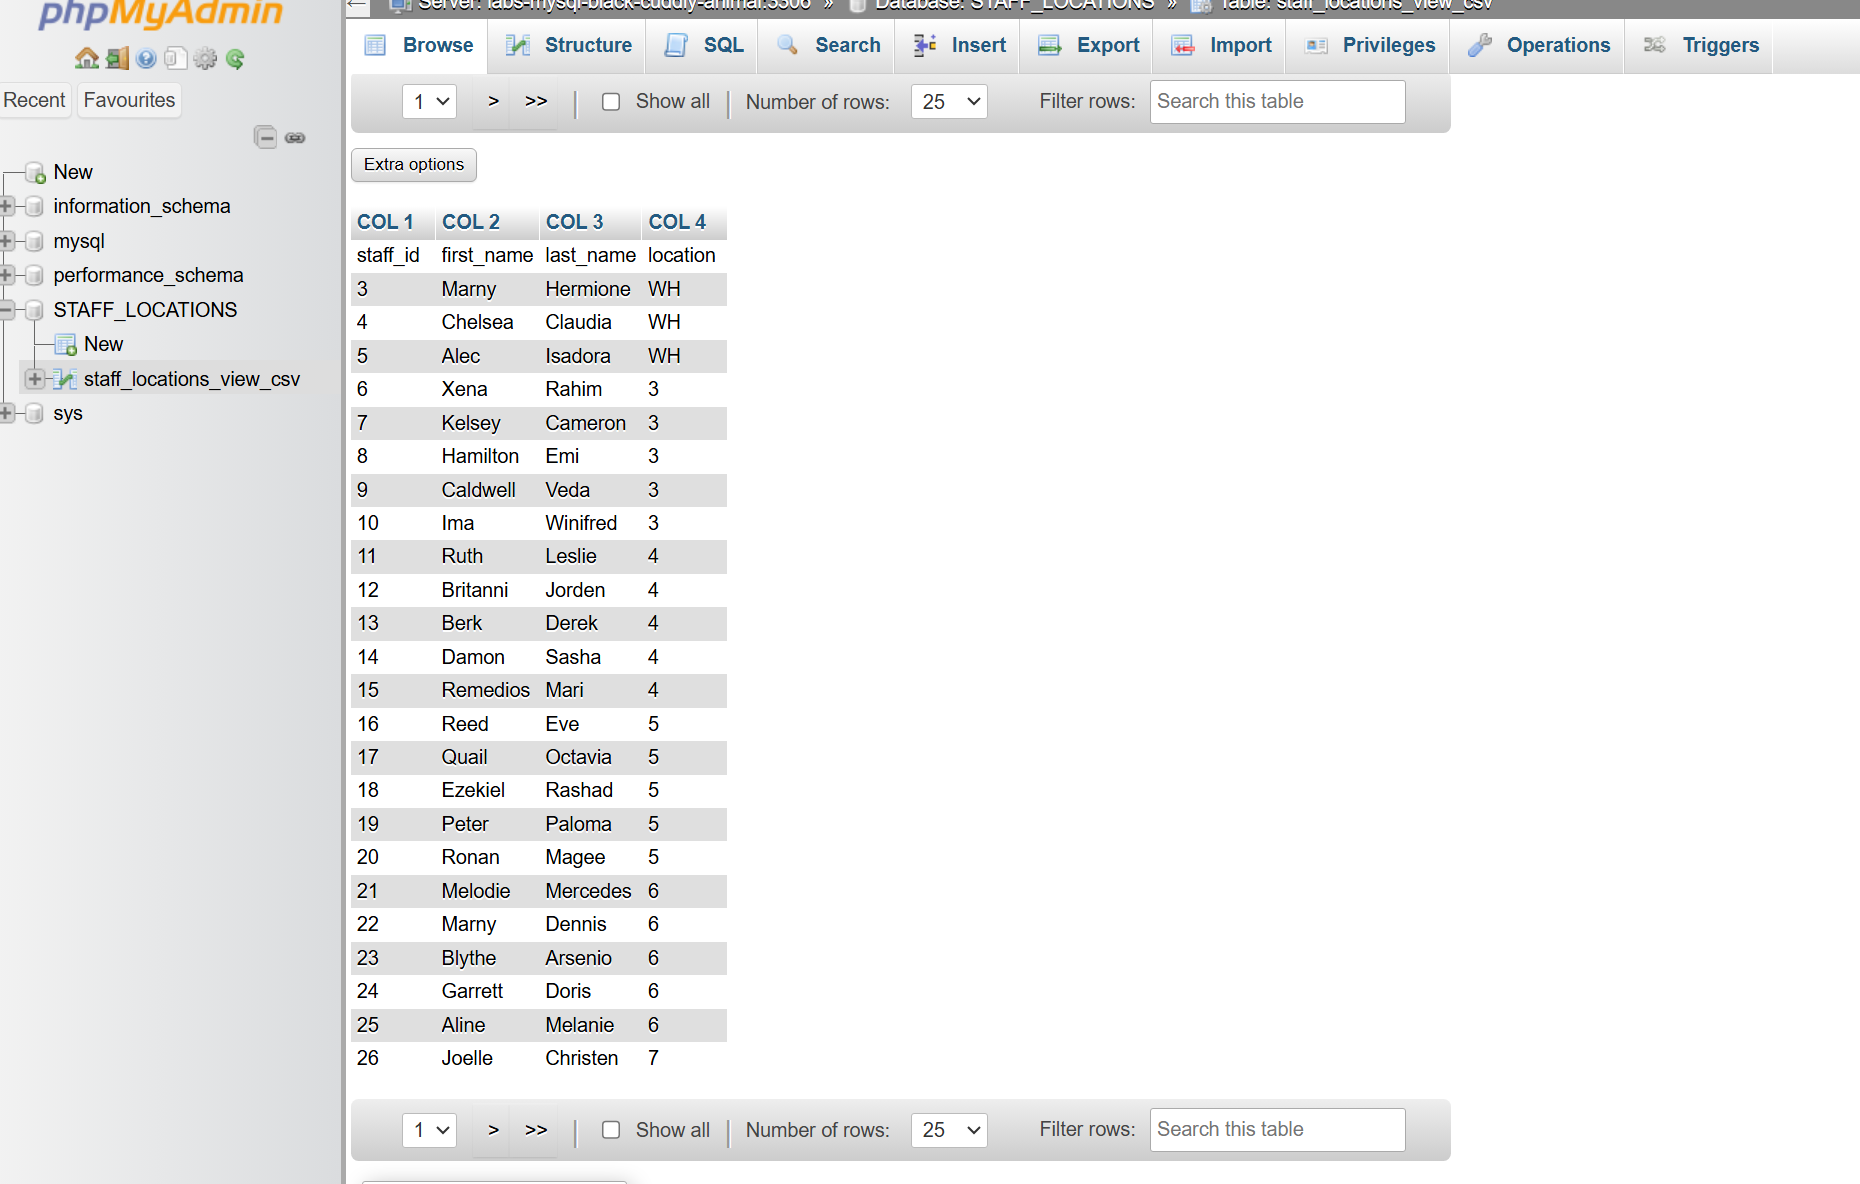 phpMyAdmin
Recent Favourites
New
information_schema
mysql
performance_schema
STAFF_LOCATIONS
New
staff_locations_view_csv
sys
Server: labs-mysql-black-cuddly-animal:3306 » Database: STAFF_LOCATIONS » Table: staff_locations_view_csv
Browse Structure SQL Search Insert Export Import Privileges Operations Triggers
1 > >> | Show all | Number of rows: 25 Filter rows: Search this table
Extra options
COL 1 COL 2 COL 3 COL 4
staff_id first_name last_name location
3 Marny Hermione WH
4 Chelsea Claudia WH
5 Alec Isadora WH
6 Xena Rahim 3
7 Kelsey Cameron 3
8 Hamilton Emi 3
9 Caldwell Veda 3
10 Ima Winifred 3
11 Ruth Leslie 4
12 Britanni Jorden 4
13 Berk Derek 4
14 Damon Sasha 4
15 Remedios Mari 4
16 Reed Eve 5
17 Quail Octavia 5
18 Ezekiel Rashad 5
19 Peter Paloma 5
20 Ronan Magee 5
21 Melodie Mercedes 6
22 Marny Dennis 6
23 Blythe Arsenio 6
24 Garrett Doris 6
25 Aline Melanie 6
26 Joelle Christen 7
1 > >> | Show all | Number of rows: 25 Filter rows: Search this table